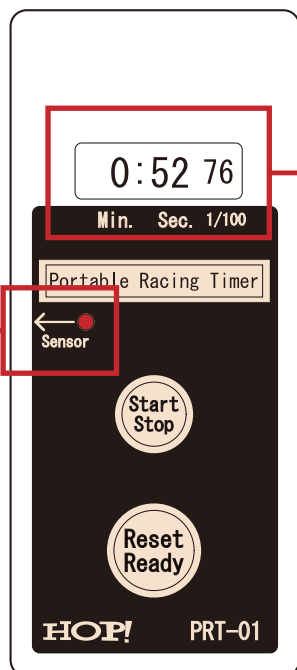 0:52 76
Min. Sec. 1/100
Portable Racing Timer
Sensor
Start
Stop
Reset
Ready
HOP! PRT-01